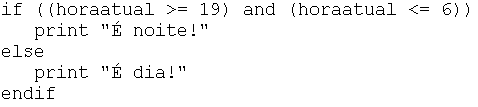 if ((horaatual >= 19) and (horaatual <= 6))
   print "É noite!"
else
   print "É dia!"
endif